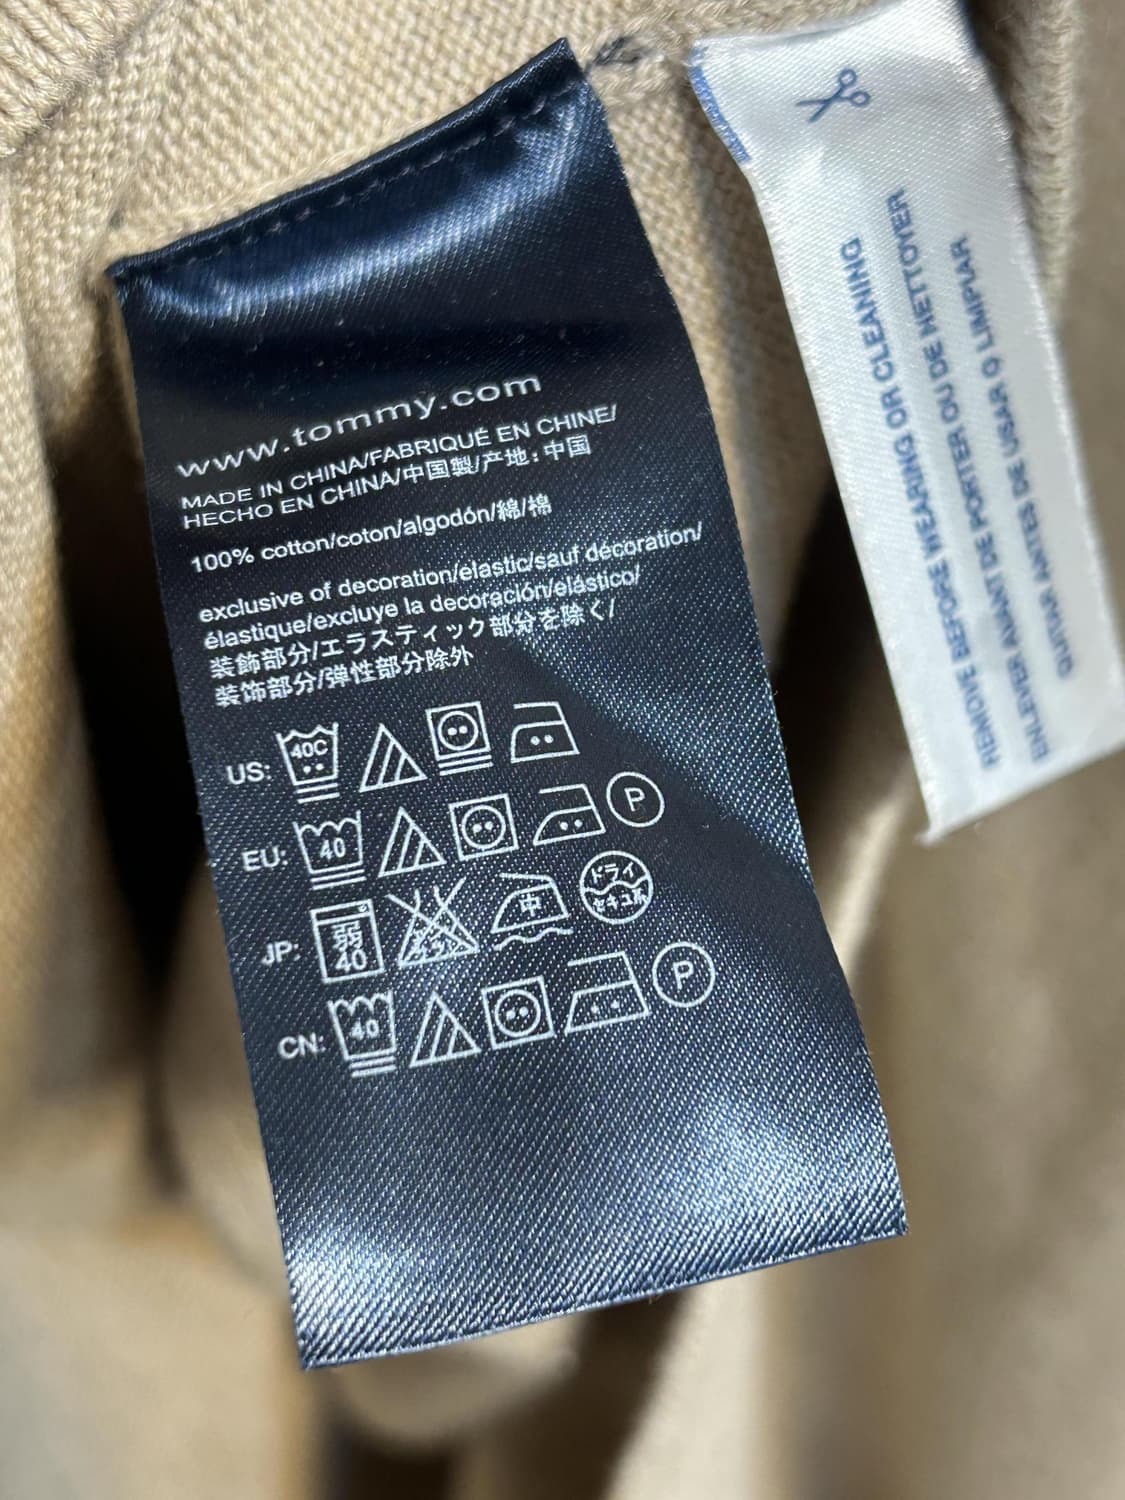 www.tommy.com
MADE IN CHINA/FABRIQUÉ EN CHINE/
HECHO EN CHINA/中国製/产地: 中国
100% cotton/coton/algodón/綿/棉
exclusive of decoration/elastic/sauf décoration/
élastique/excluye la decoración/elástico/
装飾部分/エラスティック部分を除く/
装饰部分/弹性部分除外
US: 40C
EU: 40 P
JP: 弱 40 中 ドライ セキユ系
CN: 40 P
REMOVE BEFORE WEARING OR CLEANING
ENLEVER AVANT DE PORTER OU DE NETTOYER
QUITAR ANTES DE USAR O LIMPIAR